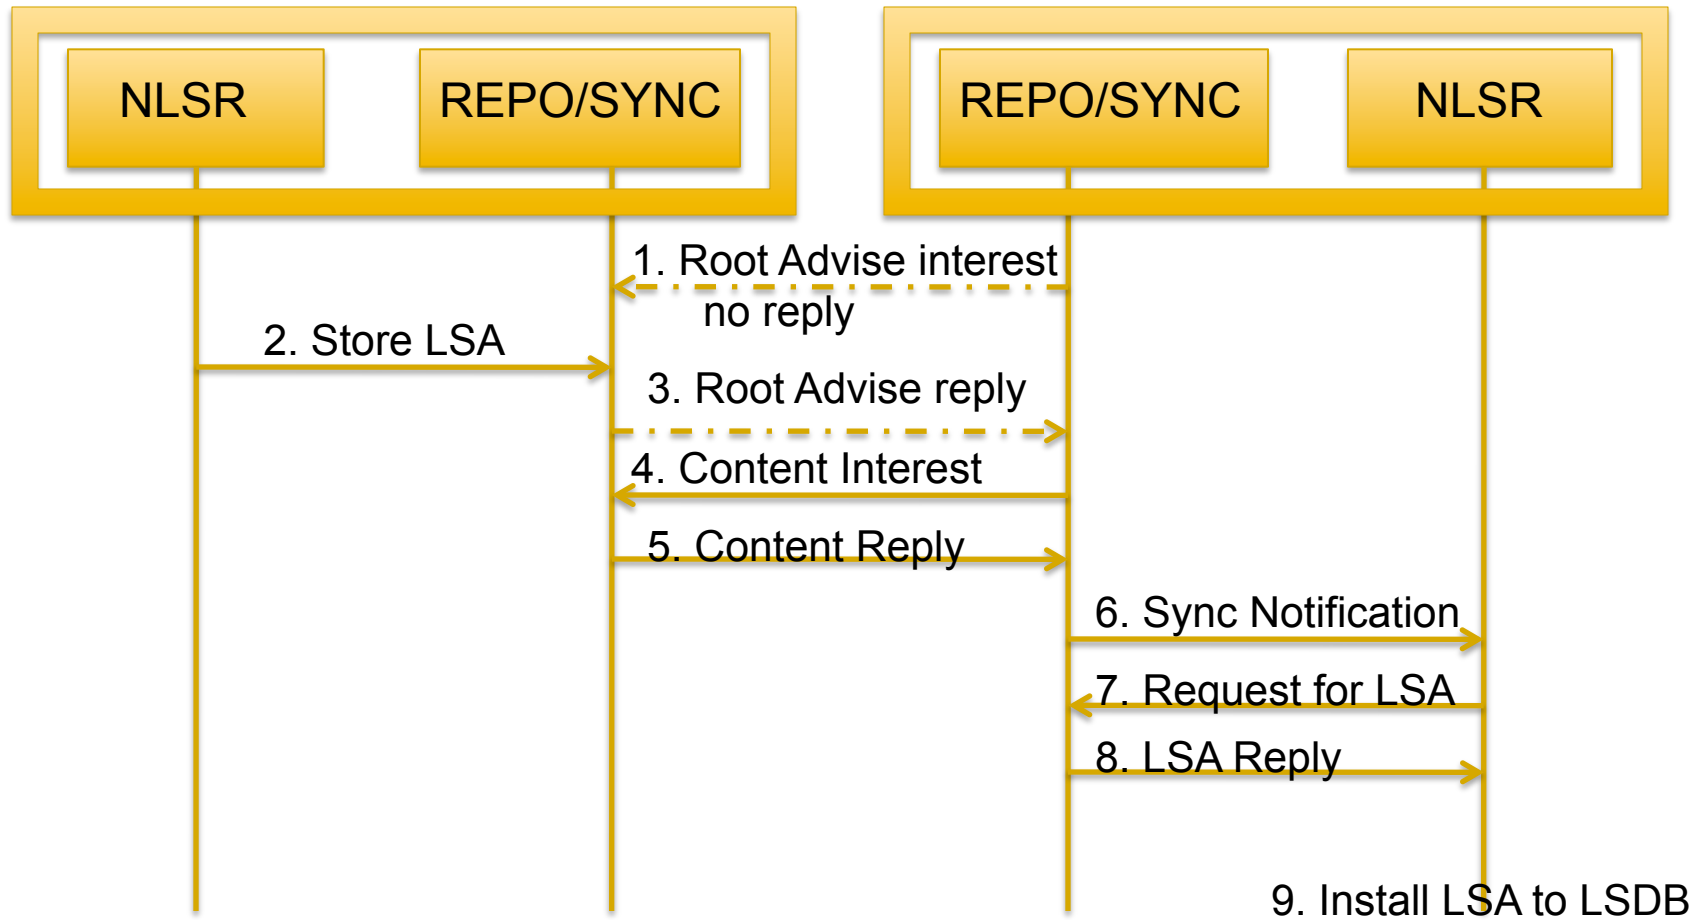 NLSR
REPO/SYNC
REPO/SYNC
NLSR
1. Root Advise interest
no reply
2. Store LSA
3. Root Advise reply
4. Content Interest
5. Content Reply
6. Sync Notification
7. Request for LSA
8. LSA Reply
9. Install LSA to LSDB